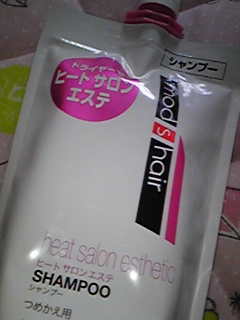 シャンプー
ドライヤーで
ヒートサロン
エステ
mod's hair
heat salon esthetic
ヒートサロンエステ
SHAMPOO
シャンプー
つめかえ用